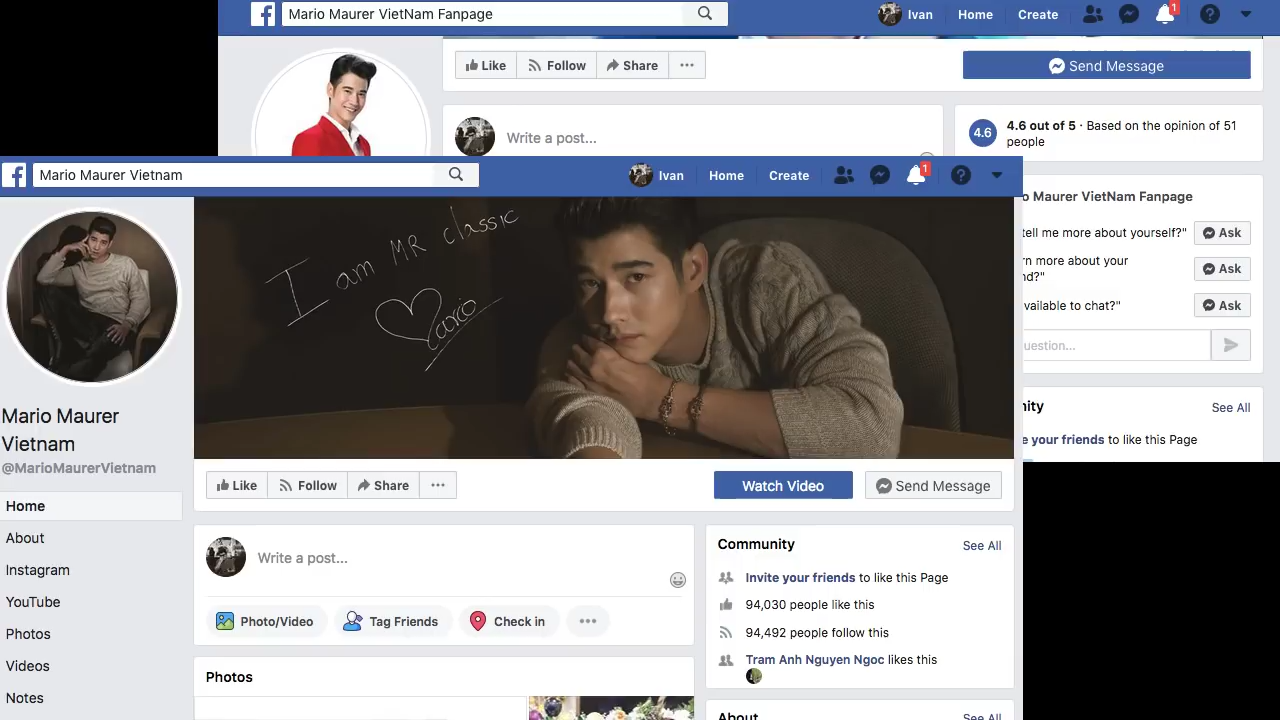 f Mario Maurer VietNam Fanpage
Ivan Home Create 1
Like Follow Share ...
Send Message
Write a post...
4.6 4.6 out of 5 · Based on the opinion of 51
people
f Mario Maurer Vietnam
Ivan Home Create 1
o Maurer VietNam Fanpage
tell me more about yourself?" Ask
rn more about your
nd?" Ask
vailable to chat?" Ask
uestion...
nity See All
e your friends to like this Page
I am MR classic
Mario
Mario Maurer
Vietnam
@MarioMaurerVietnam
Home
About
Instagram
YouTube
Photos
Videos
Notes
Like Follow Share ...
Watch Video Send Message
Write a post...
Photo/Video Tag Friends Check in ...
Photos
Community See All
Invite your friends to like this Page
94,030 people like this
94,492 people follow this
Tram Anh Nguyen Ngoc likes this
About See All